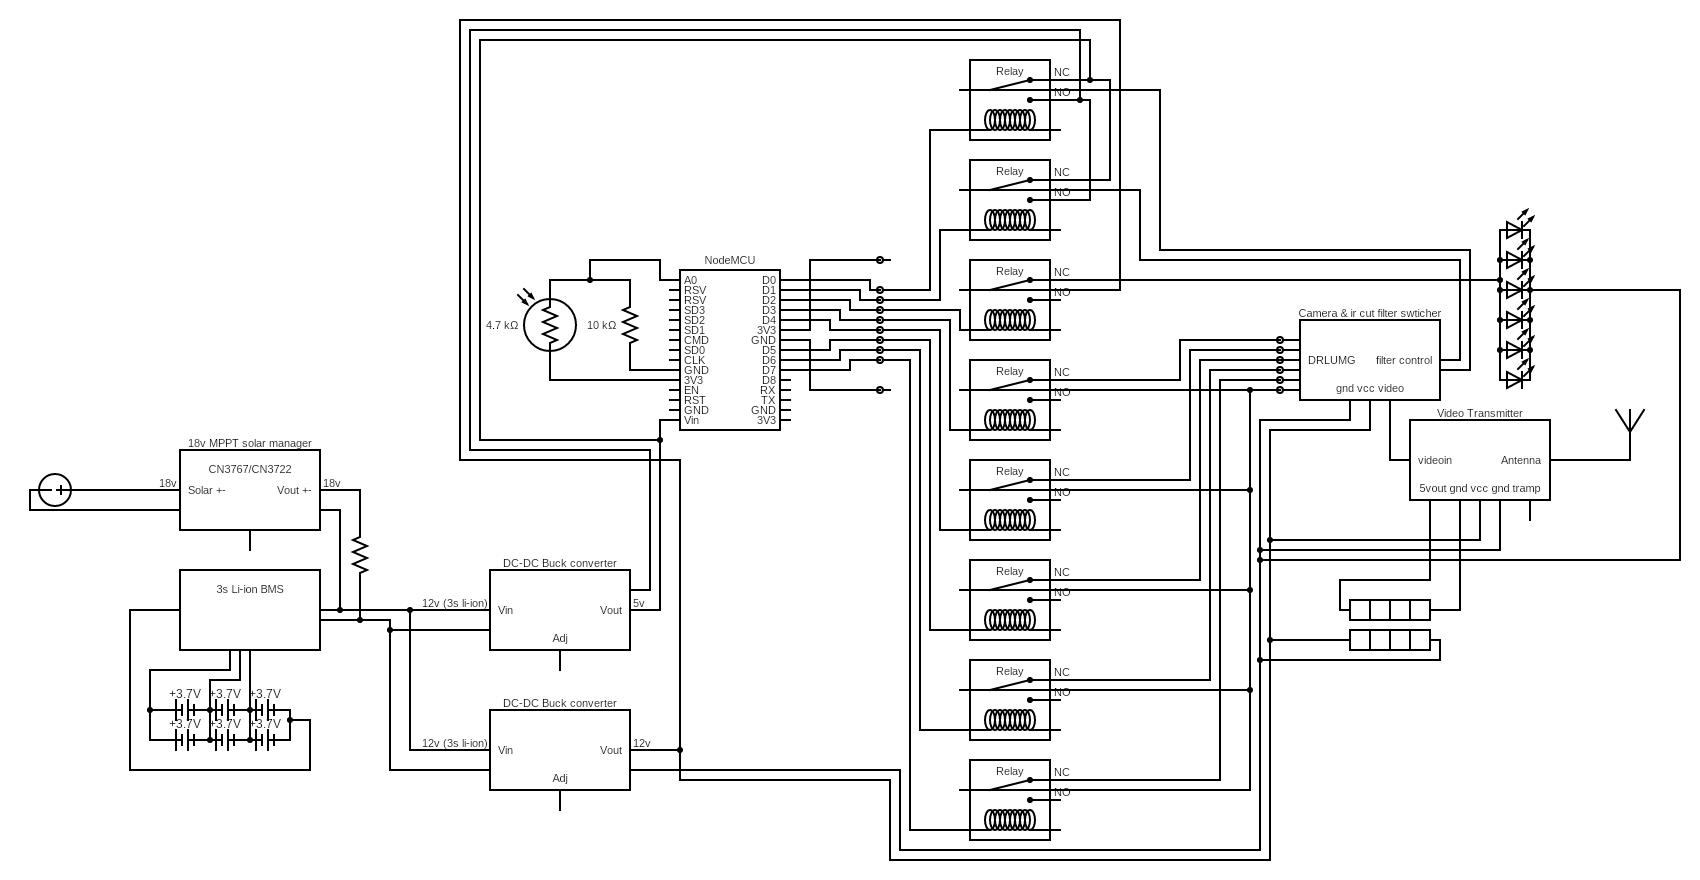 Relay
NC
NO
Relay
NC
NO
NodeMCU
Relay
NC
NO
4.7 kΩ
10 kΩ
A0
RSV
RSV
SD3
SD2
SD1
CMD
SD0
CLK
GND
3V3
EN
RST
GND
Vin
D0
D1
D2
D3
D4
3V3
GND
D5
D6
D7
D8
RX
TX
GND
3V3
Camera & ir cut filter swticher
DRLUMG filter control
gnd vcc video
Relay
NC
NO
Video Transmitter
videoin Antenna
5vout gnd vcc gnd tramp
18v MPPT solar manager
CN3767/CN3722
18v Solar +- Vout +- 18v
Relay
NC
NO
3s Li-ion BMS
DC-DC Buck converter
12v (3s li-ion) Vin Vout 5v
Adj
Relay
NC
NO
+3.7V +3.7V +3.7V
+3.7V +3.7V +3.7V
Relay
NC
NO
DC-DC Buck converter
12v (3s li-ion) Vin Vout 12v
Adj
Relay
NC
NO